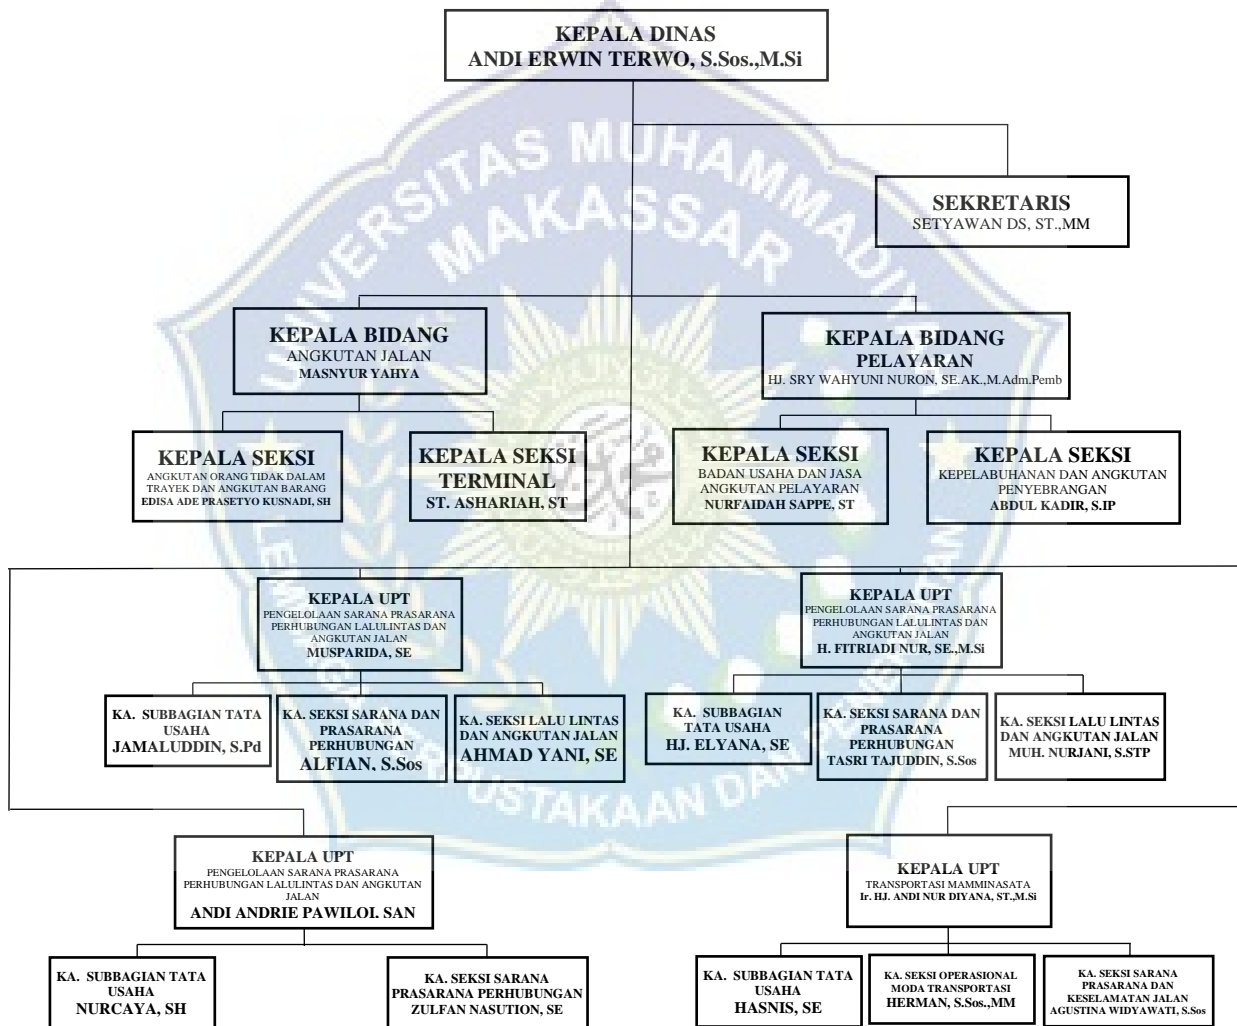 KEPALA DINAS
ANDI ERWIN TERWO, S.Sos.,M.Si
SEKRETARIS
SETYAWAN DS, ST.,MM
UNIVERSITAS MUHAMMADIYAH
MAKASSAR
KEPALA BIDANG
ANGKUTAN JALAN
MASNYUR YAHYA
KEPALA BIDANG
PELAYARAN
HJ. SRY WAHYUNI NURON, SE.AK.,M.Adm.Pemb
KEPALA SEKSI
ANGKUTAN ORANG TIDAK DALAM
TRAYEK DAN ANGKUTAN BARANG
EDISA ADE PRASETYO KUSNADI, SH
KEPALA SEKSI
TERMINAL
ST. ASHARIAH, ST
KEPALA SEKSI
BADAN USAHA DAN JASA
ANGKUTAN PELAYARAN
NURFAIDAH SAPPE, ST
KEPALA SEKSI
KEPELABUHANAN DAN ANGKUTAN
PENYEBRANGAN
ABDUL KADIR, S.IP
KEPALA UPT
PENGELOLAAN SARANA PRASARANA
PERHUBUNGAN LALULINTAS DAN
ANGKUTAN JALAN
MUSPARIDA, SE
KEPALA UPT
PENGELOLAAN SARANA PRASARANA
PERHUBUNGAN LALULINTAS DAN
ANGKUTAN JALAN
H. FITRIADI NUR, SE.,M.Si
KA. SUBBAGIAN TATA
USAHA
JAMALUDDIN, S.Pd
KA. SEKSI SARANA DAN
PRASARANA
PERHUBUNGAN
ALFIAN, S.Sos
KA. SEKSI LALU LINTAS
DAN ANGKUTAN JALAN
AHMAD YANI, SE
KA. SUBBAGIAN
TATA USAHA
HJ. ELYANA, SE
KA. SEKSI SARANA DAN
PRASARANA
PERHUBUNGAN
TASRI TAJUDDIN, S.Sos
KA. SEKSI LALU LINTAS
DAN ANGKUTAN JALAN
MUH. NURJANI, S.STP
KEPALA UPT
PENGELOLAAN SARANA PRASARANA
PERHUBUNGAN LALULINTAS DAN ANGKUTAN
JALAN
ANDI ANDRIE PAWILOI, SAN
KEPALA UPT
TRANSPORTASI MAMMINASATA
Ir. HJ. ANDI NUR DIYANA, ST.,M.Si
KA. SUBBAGIAN TATA
USAHA
NURCAYA, SH
KA. SEKSI SARANA
PRASARANA PERHUBUNGAN
ZULFAN NASUTION, SE
KA. SUBBAGIAN TATA
USAHA
HASNIS, SE
KA. SEKSI OPERASIONAL
MODA TRANSPORTASI
HERMAN, S.Sos.,MM
KA. SEKSI SARANA
PRASARANA DAN
KESELAMATAN JALAN
AGUSTINA WIDYAWATI, S.Sos